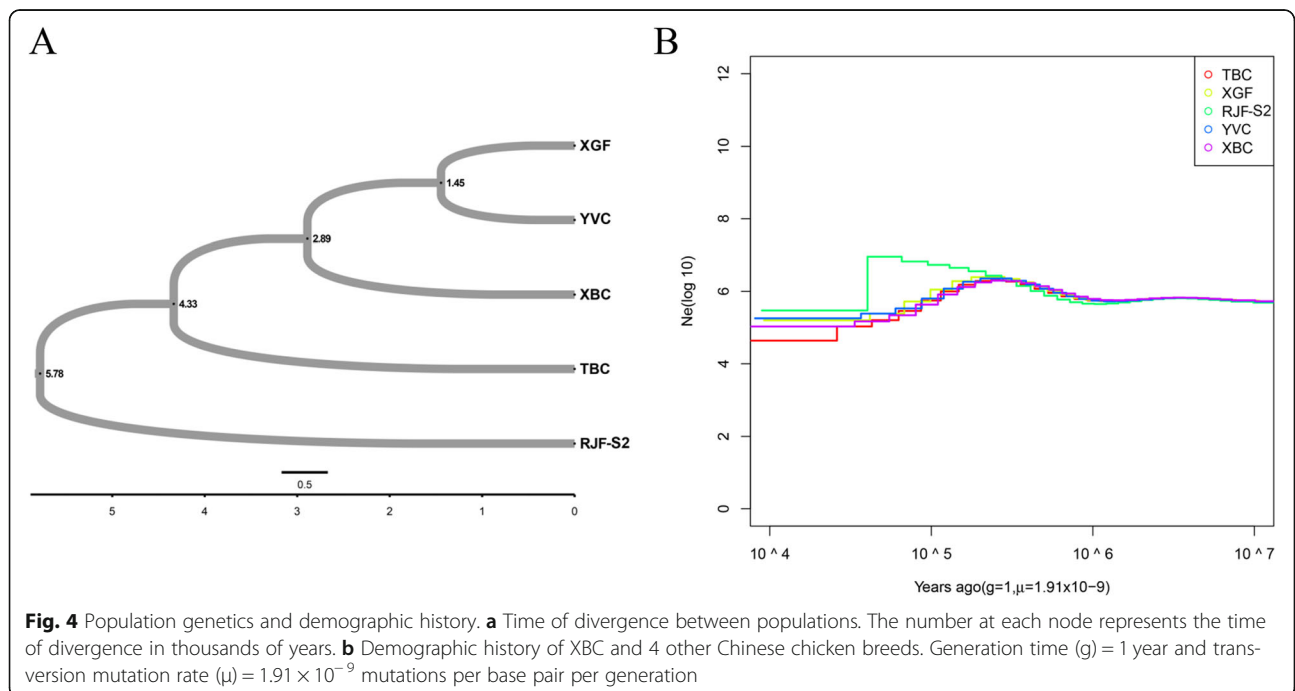 A
XGF
1.45
YVC
2.89
XBC
4.33
TBC
5.78
RJF-S2
0.5
5 4 3 2 1 0
B
12
10
8
6
4
2
0
Ne(log 10)
TBC
XGF
RJF-S2
YVC
XBC
10 ^ 4 10 ^ 5 10 ^ 6 10 ^ 7
Years ago(g=1,μ=1.91x10−9)
Fig. 4 Population genetics and demographic history. a Time of divergence between populations. The number at each node represents the time
of divergence in thousands of years. b Demographic history of XBC and 4 other Chinese chicken breeds. Generation time (g) = 1 year and trans-
version mutation rate (μ) = 1.91 × 10⁻⁹ mutations per base pair per generation